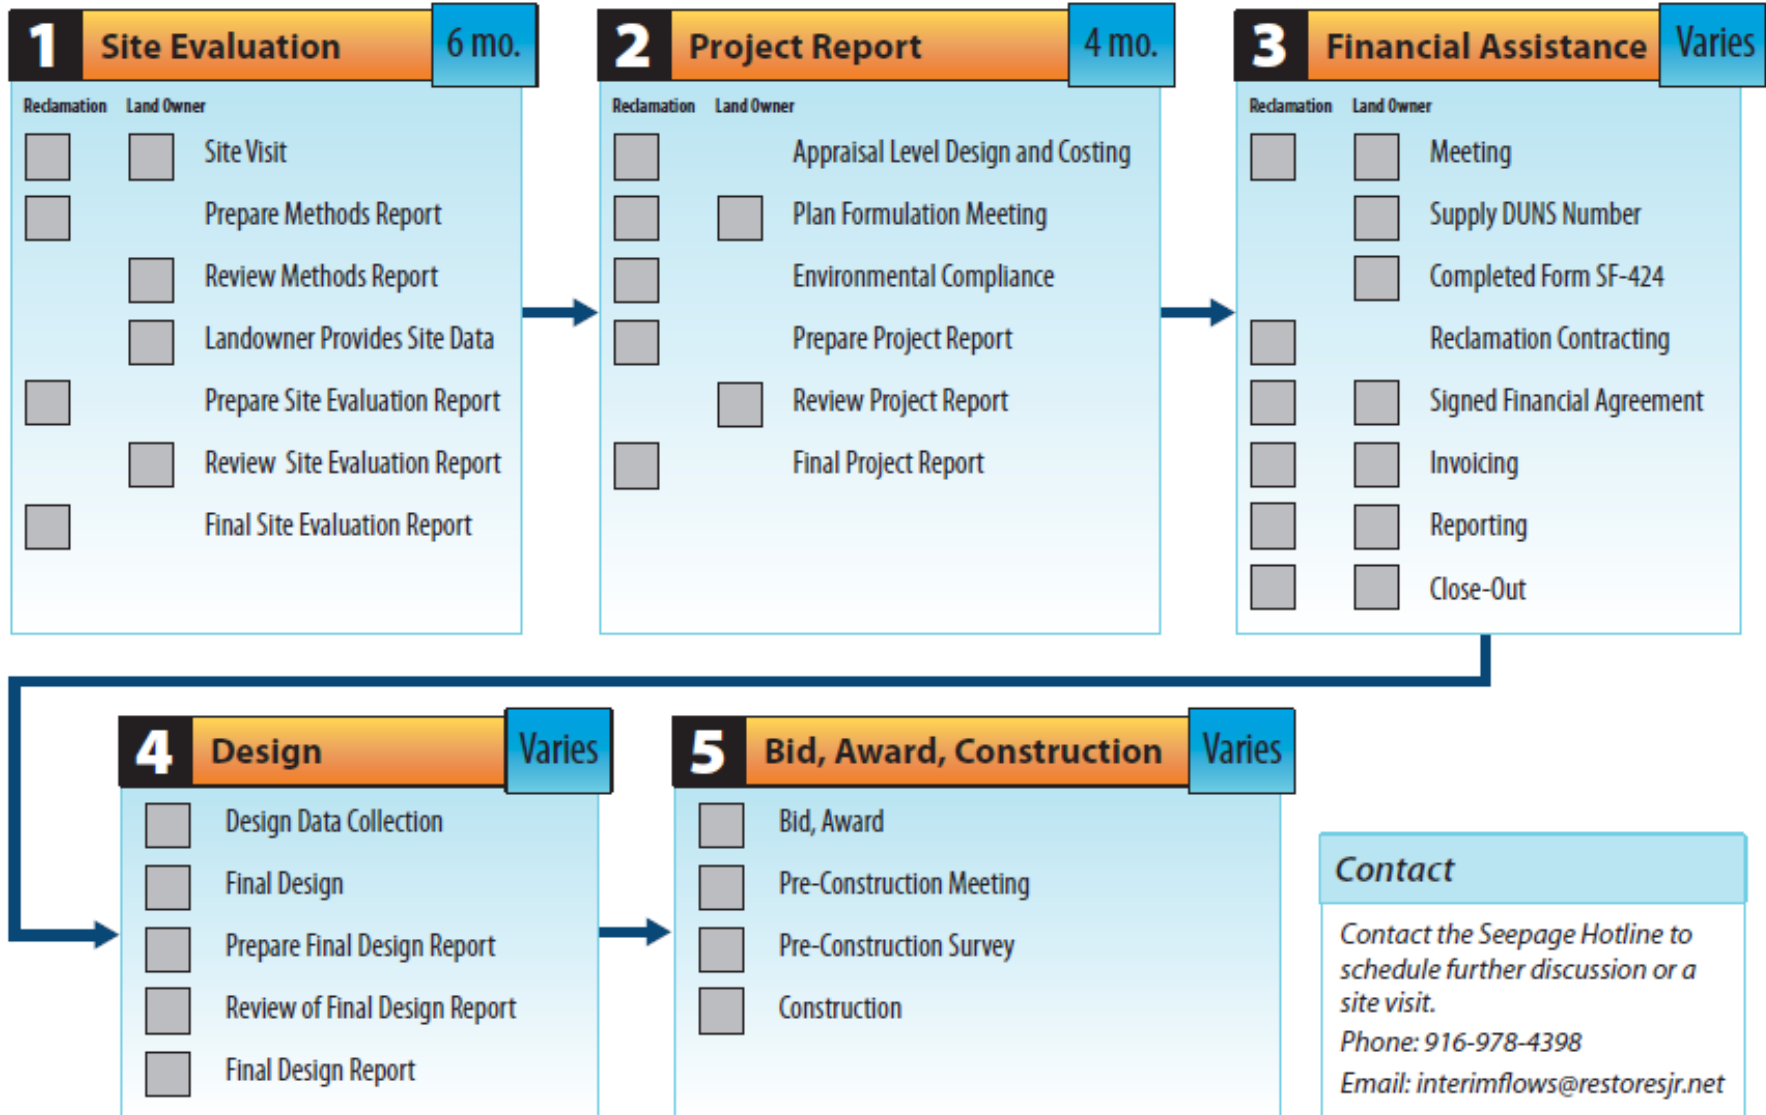 1 Site Evaluation 6 mo.
Reclamation Land Owner
Site Visit
Prepare Methods Report
Review Methods Report
Landowner Provides Site Data
Prepare Site Evaluation Report
Review Site Evaluation Report
Final Site Evaluation Report
2 Project Report 4 mo.
Reclamation Land Owner
Appraisal Level Design and Costing
Plan Formulation Meeting
Environmental Compliance
Prepare Project Report
Review Project Report
Final Project Report
3 Financial Assistance Varies
Reclamation Land Owner
Meeting
Supply DUNS Number
Completed Form SF-424
Reclamation Contracting
Signed Financial Agreement
Invoicing
Reporting
Close-Out
4 Design Varies
Design Data Collection
Final Design
Prepare Final Design Report
Review of Final Design Report
Final Design Report
5 Bid, Award, Construction Varies
Bid, Award
Pre-Construction Meeting
Pre-Construction Survey
Construction
Contact
Contact the Seepage Hotline to
schedule further discussion or a
site visit.
Phone: 916-978-4398
Email: interimflows@restoresjr.net